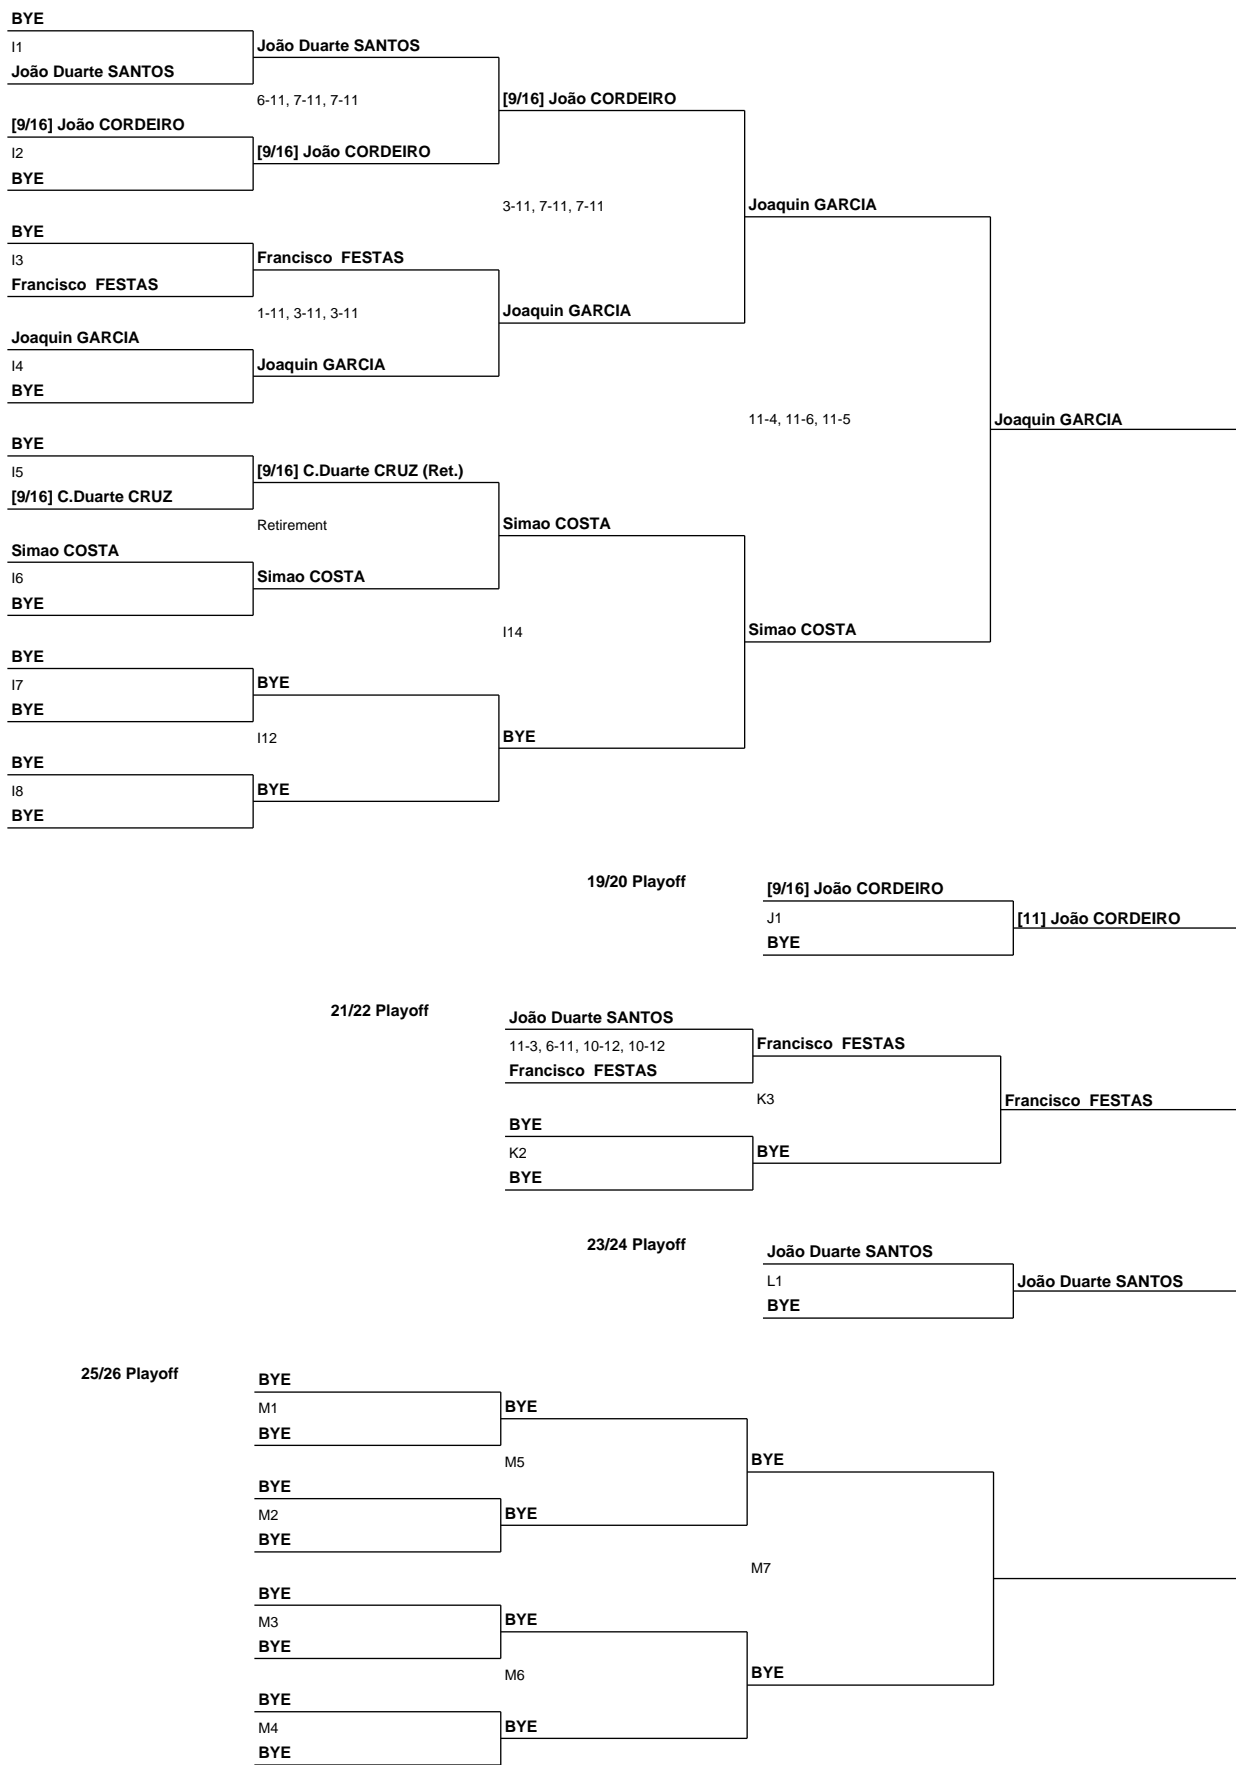 BYE
I1
João Duarte SANTOS
João Duarte SANTOS
6-11, 7-11, 7-11
[9/16] João CORDEIRO
[9/16] João CORDEIRO
I2
[9/16] João CORDEIRO
BYE
3-11, 7-11, 7-11
Joaquin GARCIA
BYE
I3
Francisco  FESTAS
Francisco  FESTAS
1-11, 3-11, 3-11
Joaquin GARCIA
Joaquin GARCIA
I4
Joaquin GARCIA
BYE
11-4, 11-6, 11-5
Joaquin GARCIA
BYE
I5
[9/16] C.Duarte CRUZ (Ret.)
[9/16] C.Duarte CRUZ
Retirement
Simao COSTA
Simao COSTA
I6
Simao COSTA
BYE
I14
Simao COSTA
BYE
I7
BYE
BYE
I12
BYE
BYE
I8
BYE
BYE
19/20 Playoff
[9/16] João CORDEIRO
J1
[11] João CORDEIRO
BYE
21/22 Playoff
João Duarte SANTOS
11-3, 6-11, 10-12, 10-12
Francisco  FESTAS
Francisco  FESTAS
K3
Francisco  FESTAS
BYE
K2
BYE
BYE
23/24 Playoff
João Duarte SANTOS
L1
João Duarte SANTOS
BYE
25/26 Playoff
BYE
M1
BYE
BYE
M5
BYE
BYE
M2
BYE
BYE
M7
BYE
M3
BYE
BYE
M6
BYE
BYE
M4
BYE
BYE